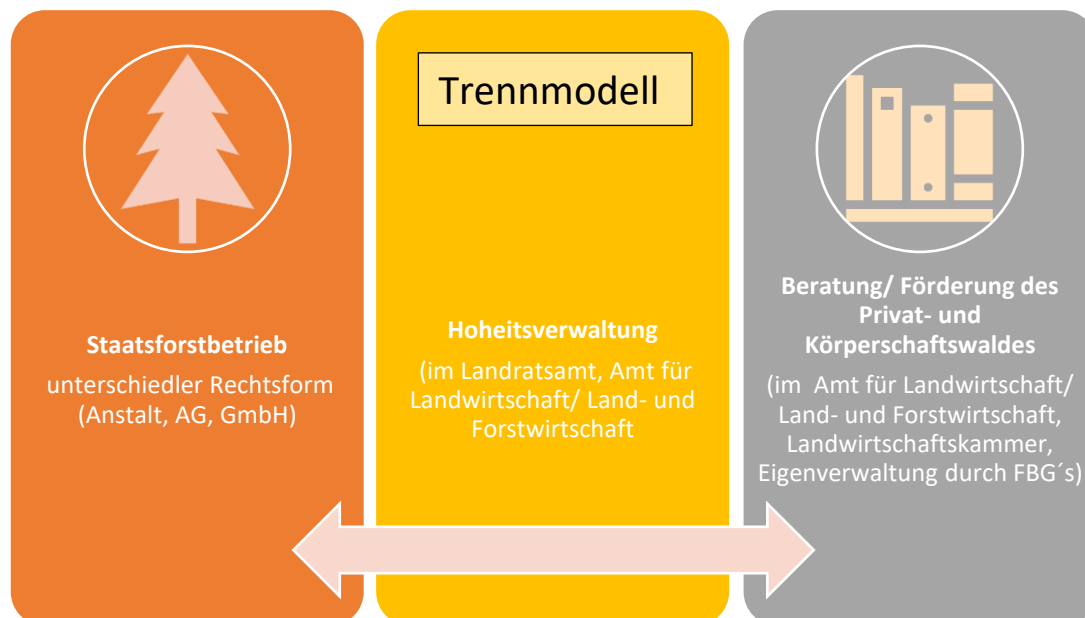 Trennmodell
Staatsforstbetrieb
unterschiedler Rechtsform
(Anstalt, AG, GmbH)
Hoheitsverwaltung
(im Landratsamt, Amt für
Landwirtschaft/ Land- und
Forstwirtschaft
Beratung/ Förderung des
Privat- und
Körperschaftswaldes
(im  Amt für Landwirtschaft/
Land- und Forstwirtschaft,
Landwirtschaftskammer,
Eigenverwaltung durch FBG´s)